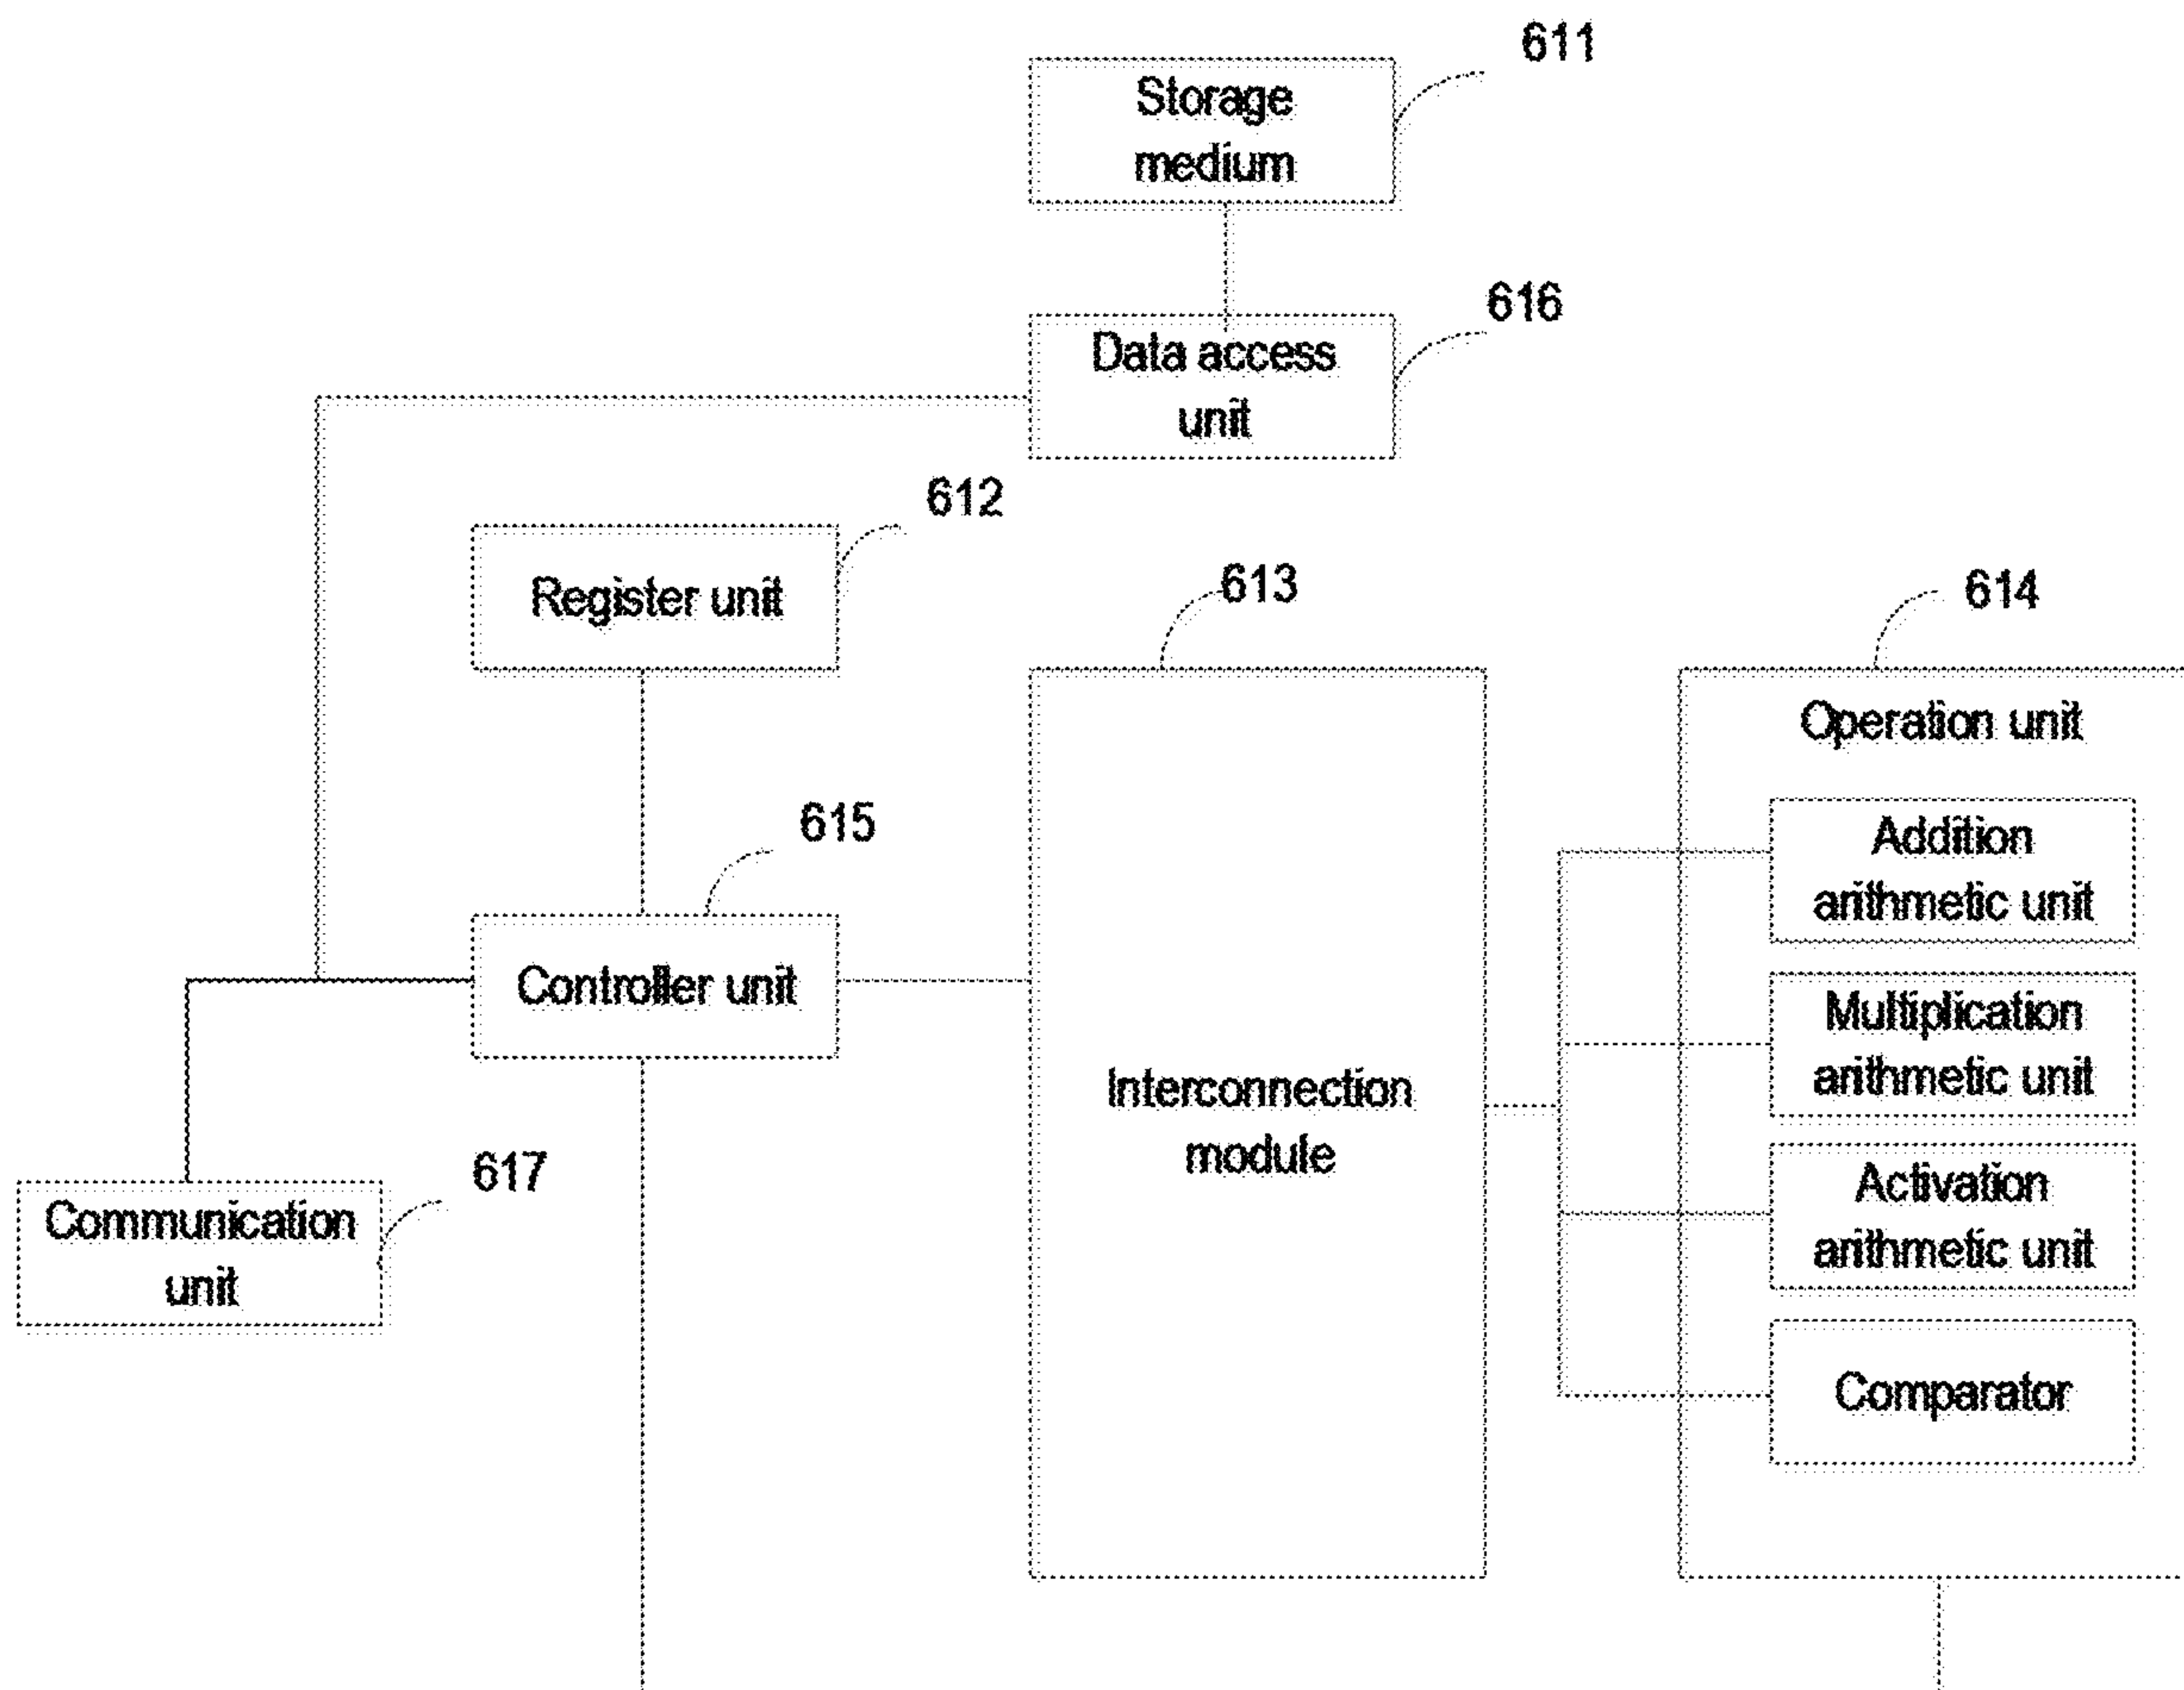 611
Storage
medium
616
Data access
unit
612
Register unit
613
614
Operation unit
615
Addition
arithmetic unit
Controller unit
Multiplication
arithmetic unit
Interconnection
module
617
Communication
unit
Activation
arithmetic unit
Comparator